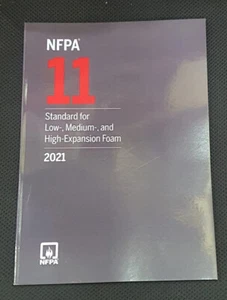 NFPA®
11
Standard for
Low-, Medium-, and
High-Expansion Foam
2021
NFPA